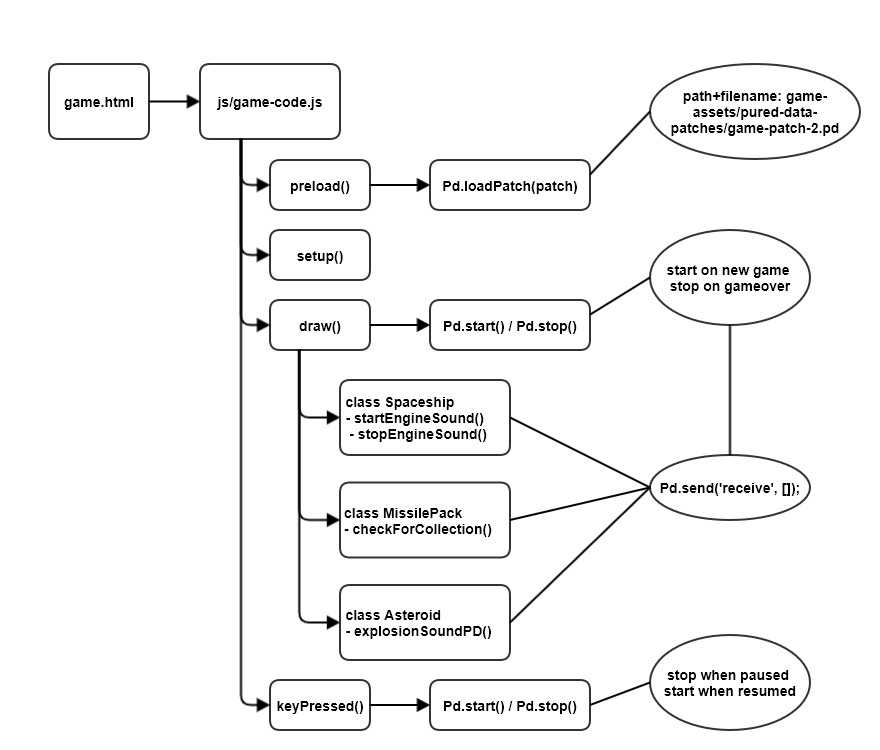 game.html
js/game-code.js
path+filename: game-
assets/pured-data-
patches/game-patch-2.pd
preload()
Pd.loadPatch(patch)
setup()
start on new game
stop on gameover
draw()
Pd.start() / Pd.stop()
class Spaceship
- startEngineSound()
- stopEngineSound()
Pd.send('receive', []);
class MissilePack
- checkForCollection()
class Asteroid
- explosionSoundPD()
stop when paused
start when resumed
keyPressed()
Pd.start() / Pd.stop()